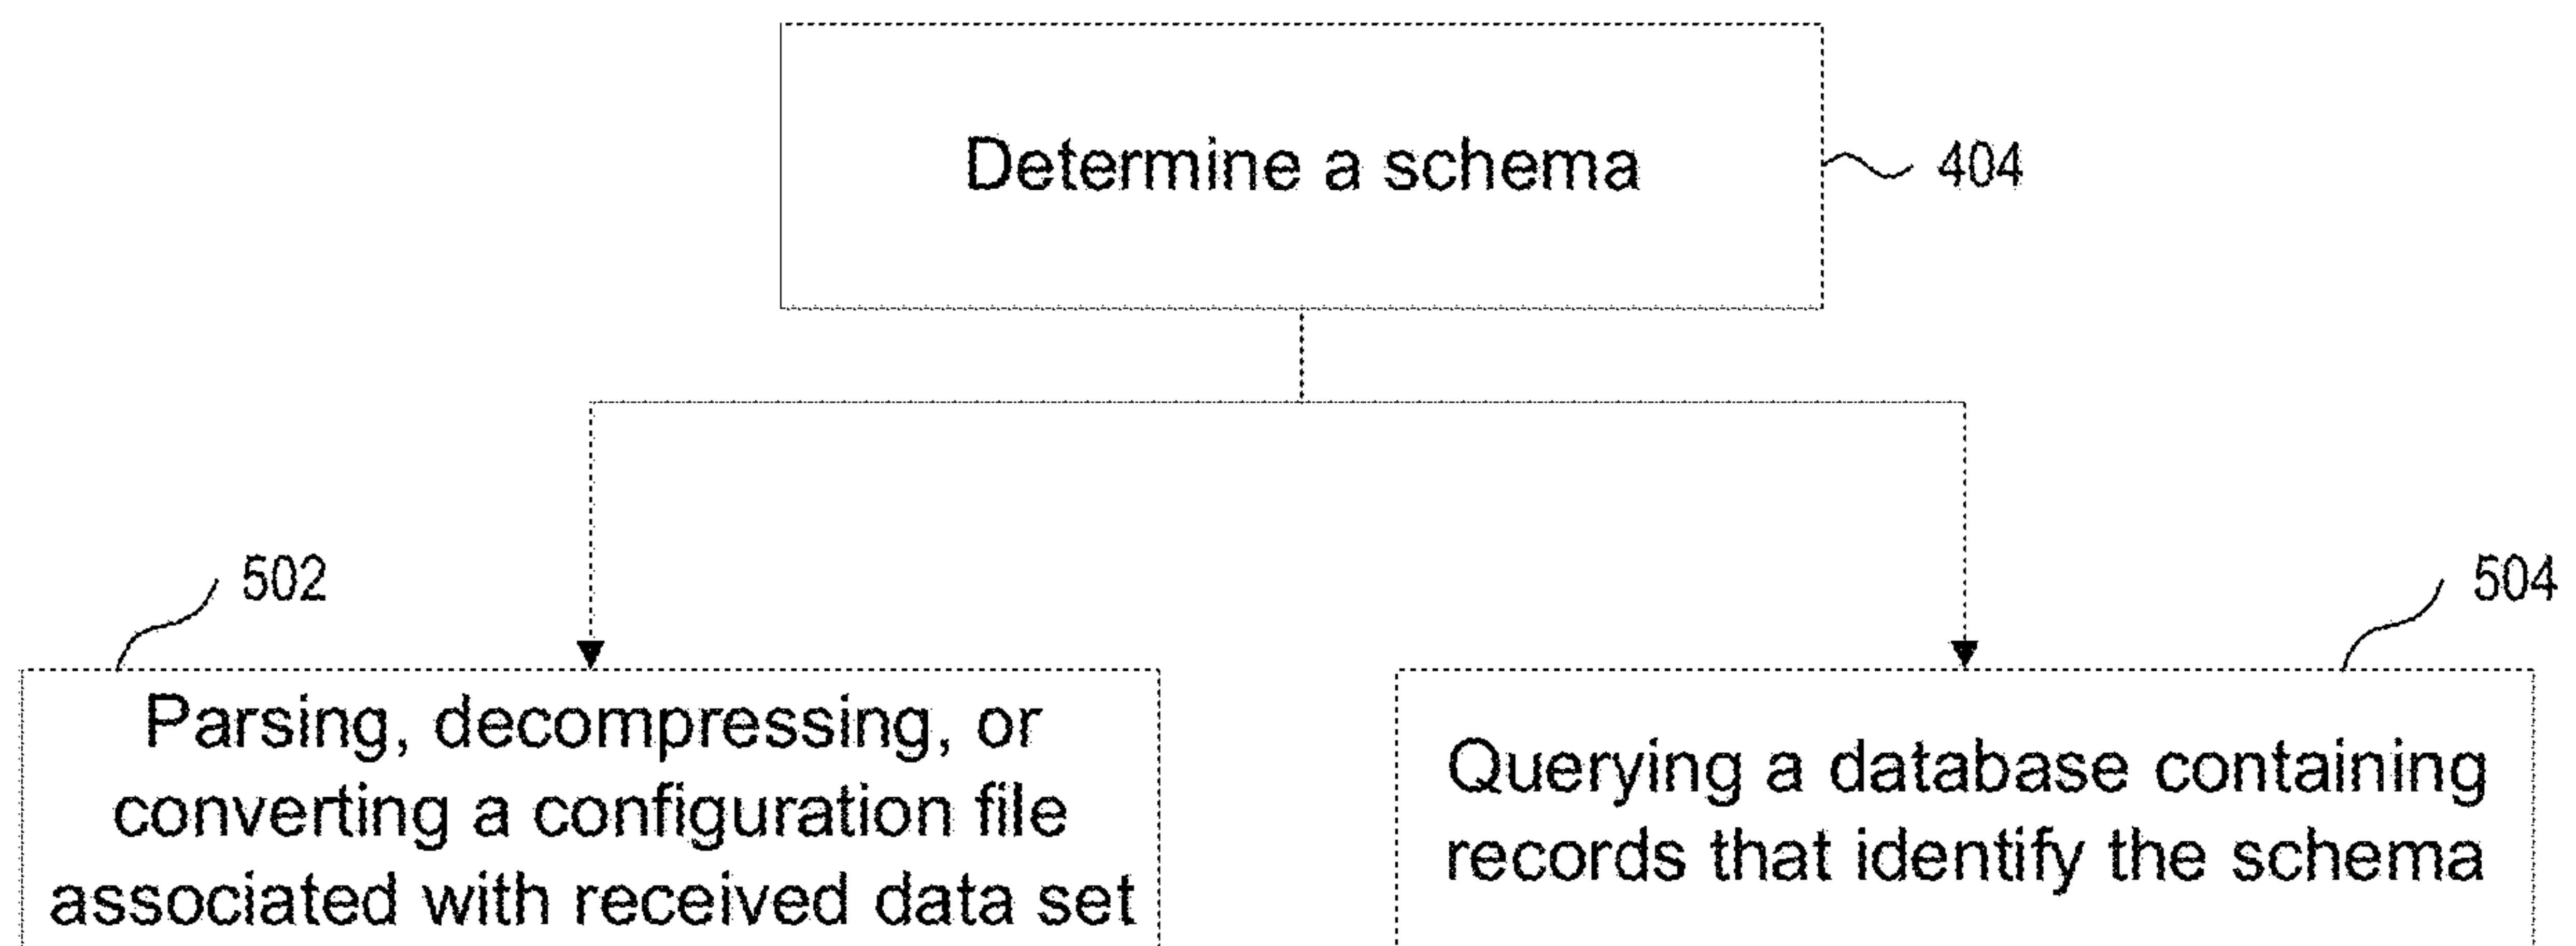 Determine a schema
404
502
504
Parsing, decompressing, or
converting a configuration file
associated with received data set
Querying a database containing
records that identify the schema